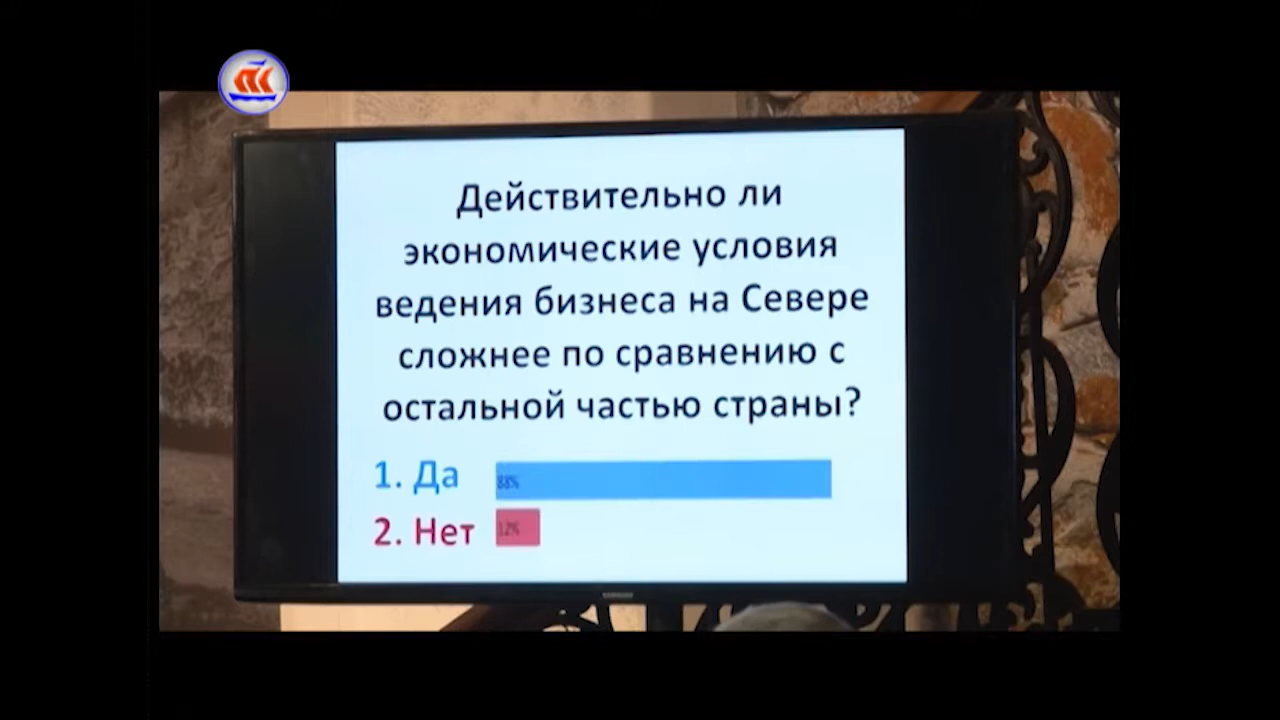 Действительно ли
экономические условия
ведения бизнеса на Севере
сложнее по сравнению с
остальной частью страны?
1. Да 88%
2. Нет 12%